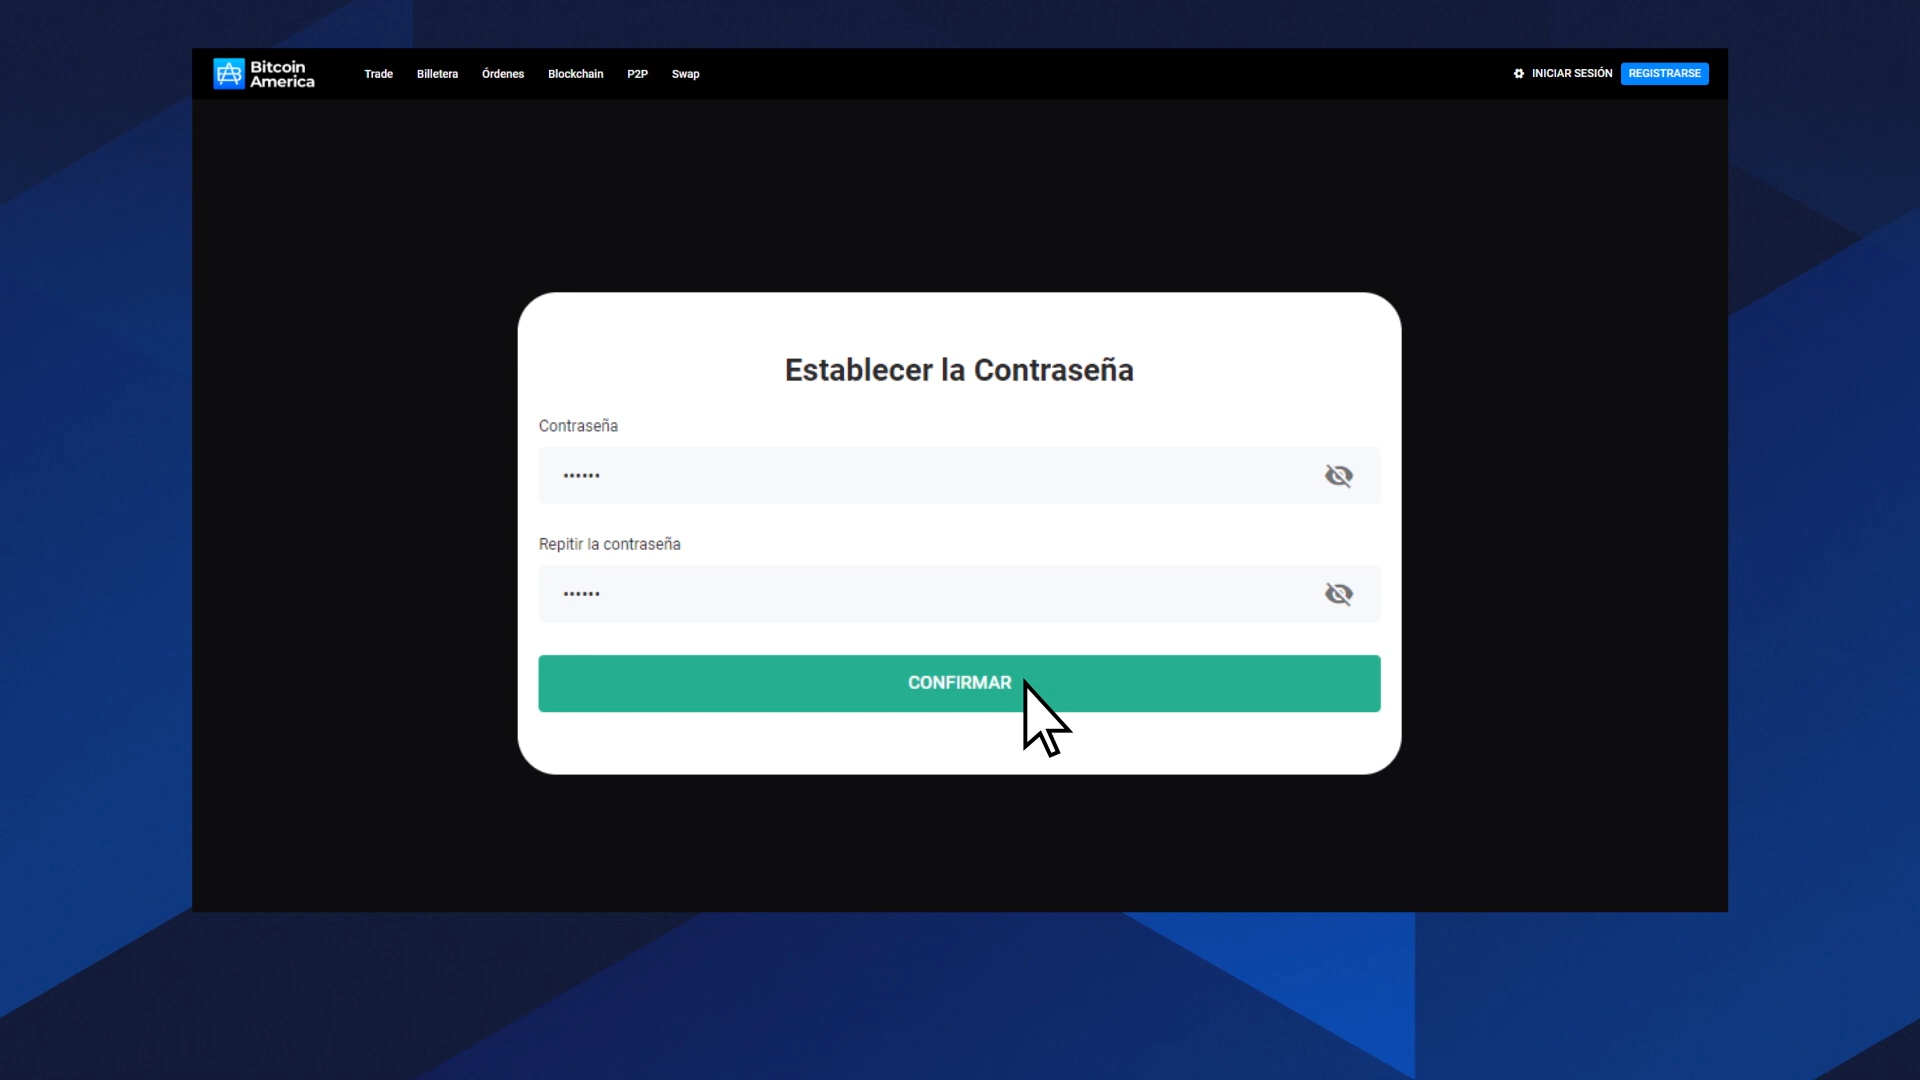 Bitcoin
America
Trade Billetera Órdenes Blockchain P2P Swap INICIAR SESIÓN REGISTRARSE
Establecer la Contraseña
Contraseña
••••••
Repitir la contraseña
••••••
CONFIRMAR